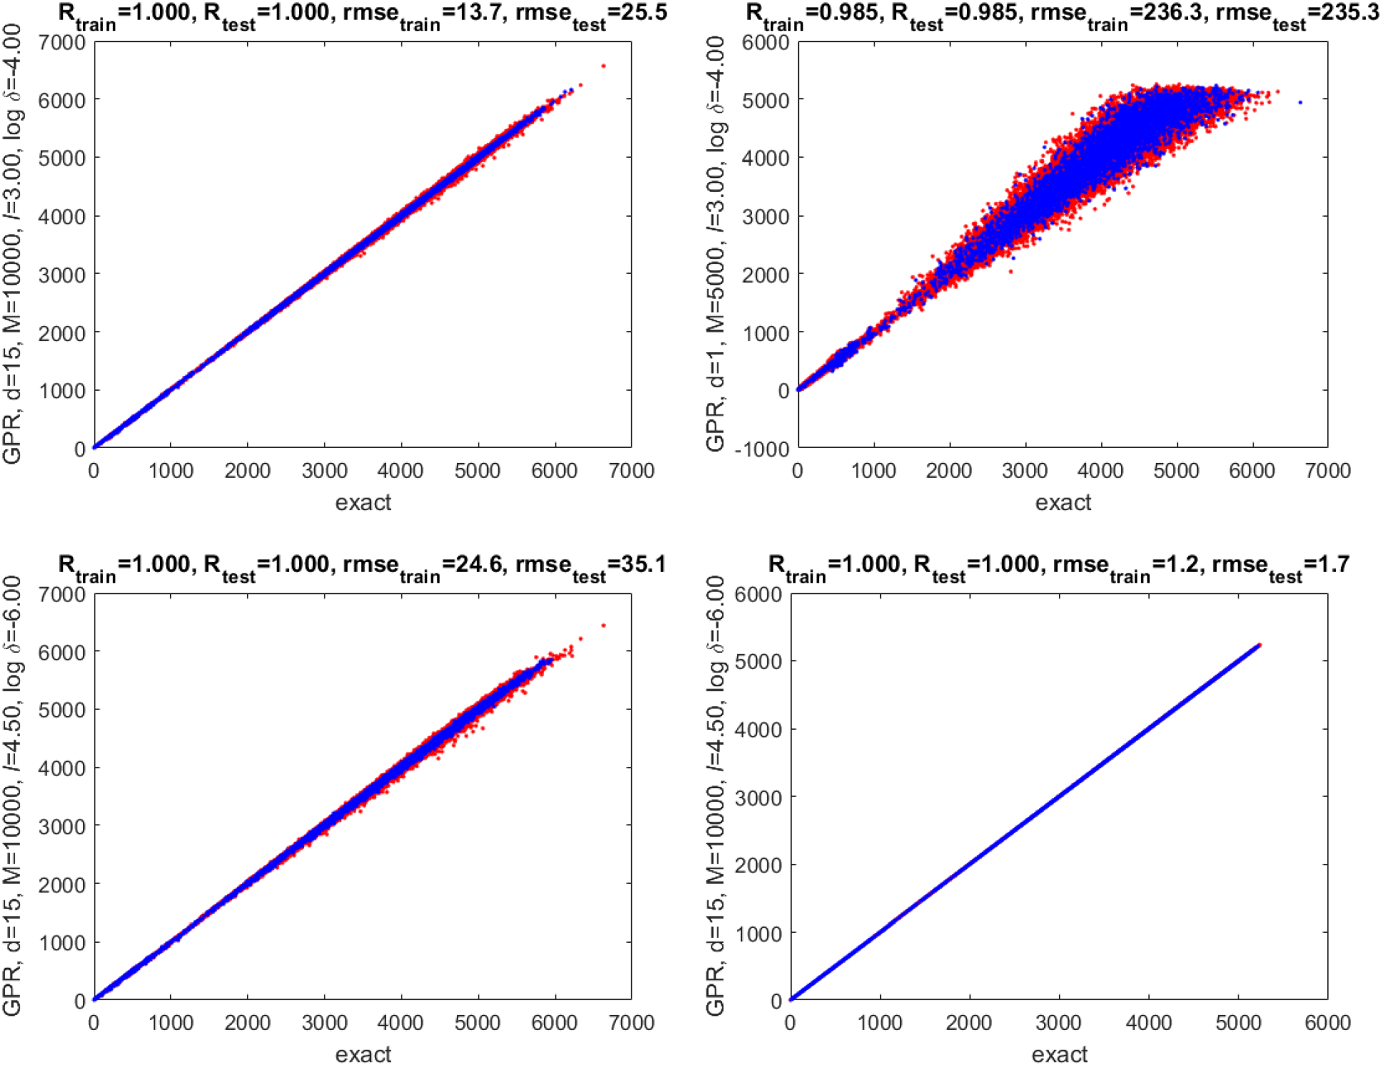 R_train=1.000, R_test=1.000, rmse_train=13.7, rmse_test=25.5
GPR, d=15, M=10000, l=3.00, log δ=-4.00
7000
6000
5000
4000
3000
2000
1000
0
0 1000 2000 3000 4000 5000 6000 7000
exact
R_train=0.985, R_test=0.985, rmse_train=236.3, rmse_test=235.3
GPR, d=1, M=5000, l=3.00, log δ=-4.00
6000
5000
4000
3000
2000
1000
0
-1000
0 1000 2000 3000 4000 5000 6000 7000
exact
R_train=1.000, R_test=1.000, rmse_train=24.6, rmse_test=35.1
GPR, d=15, M=10000, l=4.50, log δ=-6.00
7000
6000
5000
4000
3000
2000
1000
0
0 1000 2000 3000 4000 5000 6000 7000
exact
R_train=1.000, R_test=1.000, rmse_train=1.2, rmse_test=1.7
GPR, d=15, M=10000, l=4.50, log δ=-6.00
6000
5000
4000
3000
2000
1000
0
0 1000 2000 3000 4000 5000 6000
exact